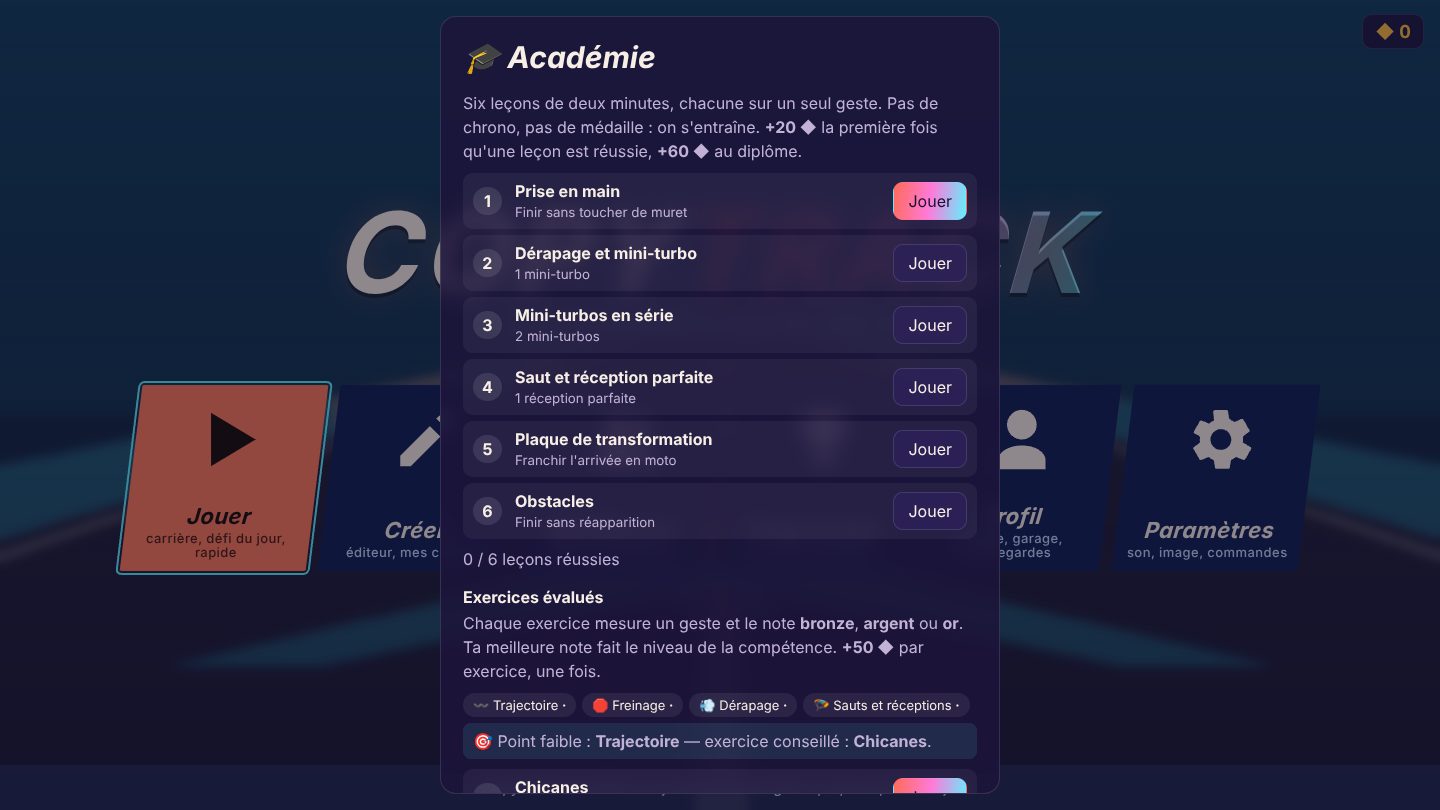 ◆ 0
🎓 Académie
Six leçons de deux minutes, chacune sur un seul geste. Pas de
chrono, pas de médaille : on s'entraîne. +20 ◆ la première fois
qu'une leçon est réussie, +60 ◆ au diplôme.
1 Prise en main Jouer
Finir sans toucher de muret
2 Dérapage et mini-turbo Jouer
1 mini-turbo
3 Mini-turbos en série Jouer
2 mini-turbos
4 Saut et réception parfaite Jouer
1 réception parfaite
5 Plaque de transformation Jouer
Franchir l'arrivée en moto
6 Obstacles Jouer
Finir sans réapparition
0 / 6 leçons réussies
Exercices évalués
Chaque exercice mesure un geste et le note bronze, argent ou or.
Ta meilleure note fait le niveau de la compétence. +50 ◆ par
exercice, une fois.
〰️ Trajectoire · 🛑 Freinage · 💨 Dérapage · 🪂 Sauts et réceptions ·
🎯 Point faible : Trajectoire — exercice conseillé : Chicanes.
Chicanes
Jouer
carrière, défi du jour,
rapide
Paramètres
son, image, commandes